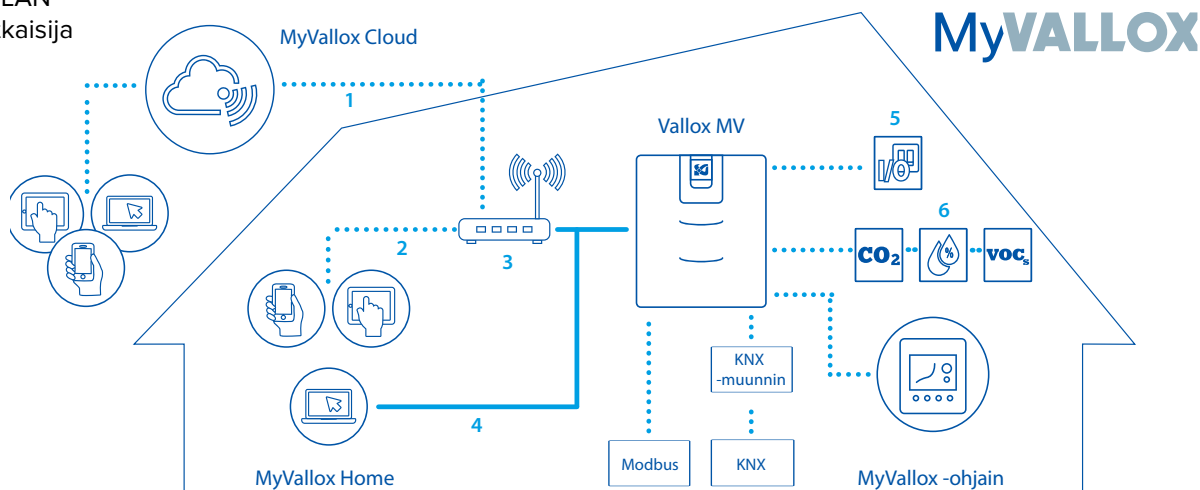 kaisija
MyVALLOX
MyVallox Cloud
1
Vallox MV
5
I/O
2
3
6
CO₂
%
VOCs
KNX
-muunnin
4
Modbus
KNX
MyVallox Home
MyVallox -ohjain